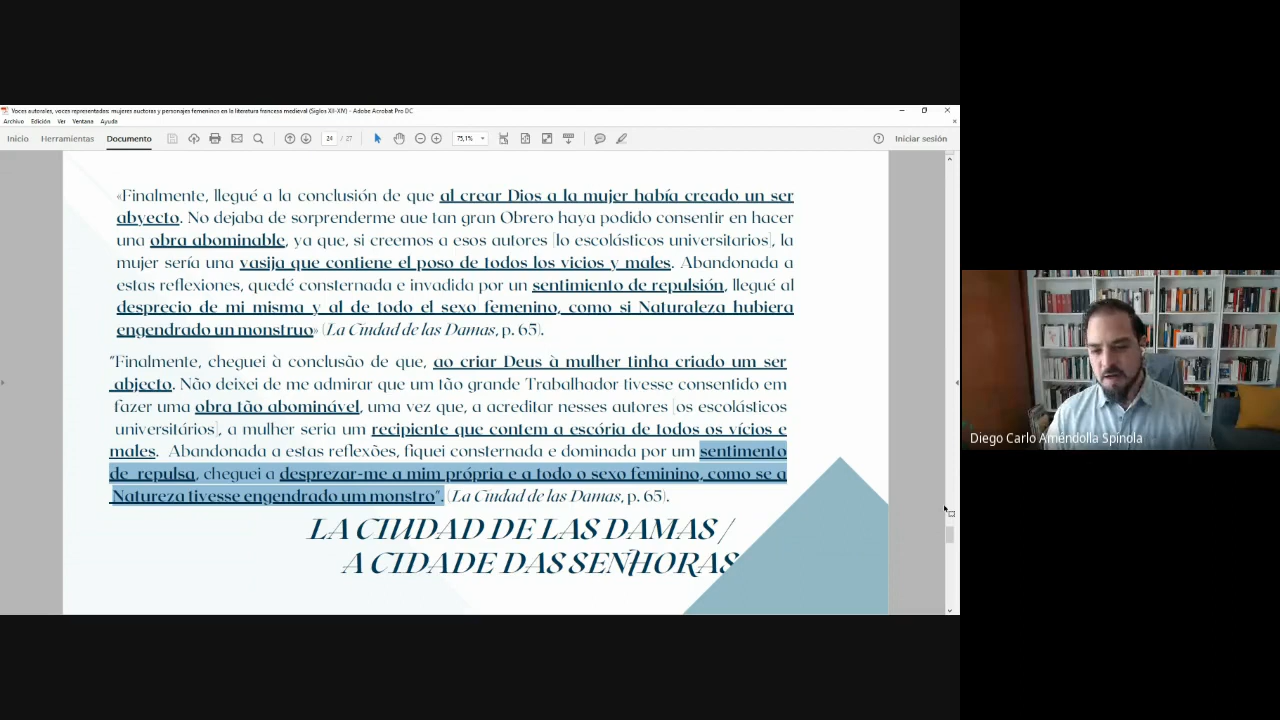 Voces autorales, voces representadas: mujeres auctoras y personajes femeninos en la literatura francesa medieval (Siglos XII-XIV) - Adobe Acrobat Pro DC
Archivo Edición Ver Ventana Ayuda
Inicio Herramientas Documento 24 / 27 75,1% Iniciar sesión
«Finalmente, llegué a la conclusión de que al crear Dios a la mujer había creado un ser
abyecto. No dejaba de sorprenderme aue tan gran Obrero haya podido consentir en hacer
una obra abominable, ya que, si creemos a esos autores [lo escolásticos universitarios], la
mujer sería una vasija que contiene el poso de todos los vicios y males. Abandonada a
estas reflexiones, quedé consternada e invadida por un sentimiento de repulsión, llegué al
desprecio de mi misma y al de todo el sexo femenino, como si Naturaleza hubiera
engendrado un monstruo» (La Ciudad de las Damas, p. 65).
"Finalmente, cheguei à conclusão de que, ao criar Deus à mulher tinha criado um ser
abjecto. Não deixei de me admirar que um tão grande Trabalhador tivesse consentido em
fazer uma obra tão abominável, uma vez que, a acreditar nesses autores [os escolásticos
universitários], a mulher seria um recipiente que contem a escória de todos os vícios e
males. Abandonada a estas reflexões, fiquei consternada e dominada por um sentimento
de repulsa, cheguei a desprezar-me a mim própria e a todo o sexo feminino, como se a
Natureza tivesse engendrado um monstro". (La Ciudad de las Damas, p. 65).
LA CIUDAD DE LAS DAMAS /
A CIDADE DAS SENHORAS
Diego Carlo Améndolla Spínola